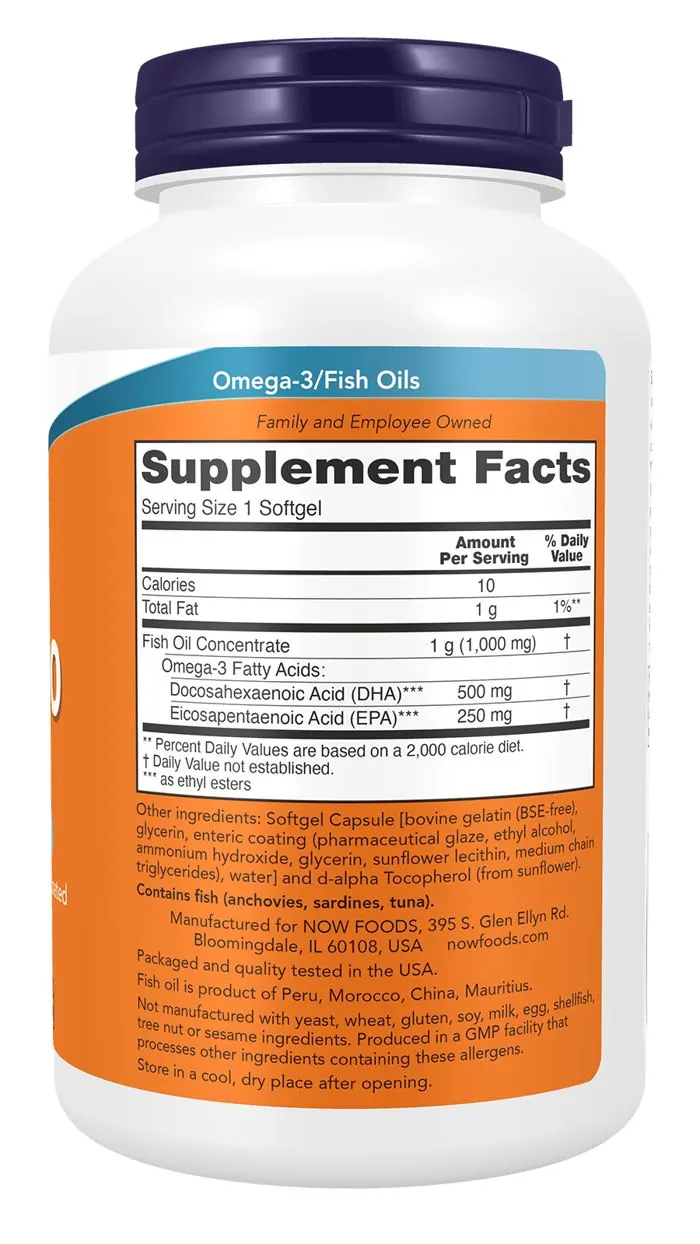 Omega-3/Fish Oils
Family and Employee Owned
Supplement Facts
Serving Size 1 Softgel
Amount Per Serving % Daily Value
Calories 10
Total Fat 1 g 1%**
Fish Oil Concentrate 1 g (1,000 mg) †
Omega-3 Fatty Acids:
Docosahexaenoic Acid (DHA)*** 500 mg †
Eicosapentaenoic Acid (EPA)*** 250 mg †
** Percent Daily Values are based on a 2,000 calorie diet.
† Daily Value not established.
*** as ethyl esters
Other ingredients: Softgel Capsule [bovine gelatin (BSE-free),
glycerin, enteric coating (pharmaceutical glaze, ethyl alcohol,
ammonium hydroxide, glycerin, sunflower lecithin, medium chain
triglycerides), water] and d-alpha Tocopherol (from sunflower).
Contains fish (anchovies, sardines, tuna).
Manufactured for NOW FOODS, 395 S. Glen Ellyn Rd.
Bloomingdale, IL 60108, USA nowfoods.com
Packaged and quality tested in the USA.
Fish oil is product of Peru, Morocco, China, Mauritius.
Not manufactured with yeast, wheat, gluten, soy, milk, egg, shellfish,
tree nut or sesame ingredients. Produced in a GMP facility that
processes other ingredients containing these allergens.
Store in a cool, dry place after opening.